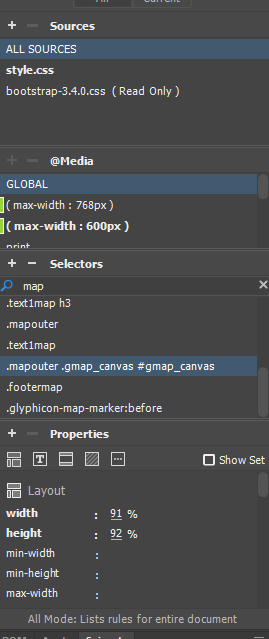 Current
+ − Sources
ALL SOURCES
style.css
bootstrap-3.4.0.css ( Read Only )
+ − @Media
GLOBAL
( max-width : 768px )
( max-width : 600px )
print
+ − Selectors
map
.text1map h3
.mapouter
.text1map
.mapouter .gmap_canvas #gmap_canvas
.footermap
.glyphicon-map-marker:before
+ − Properties
Show Set
Layout
width : 91 %
height : 92 %
min-width :
min-height :
max-width :
All Mode: Lists rules for entire document